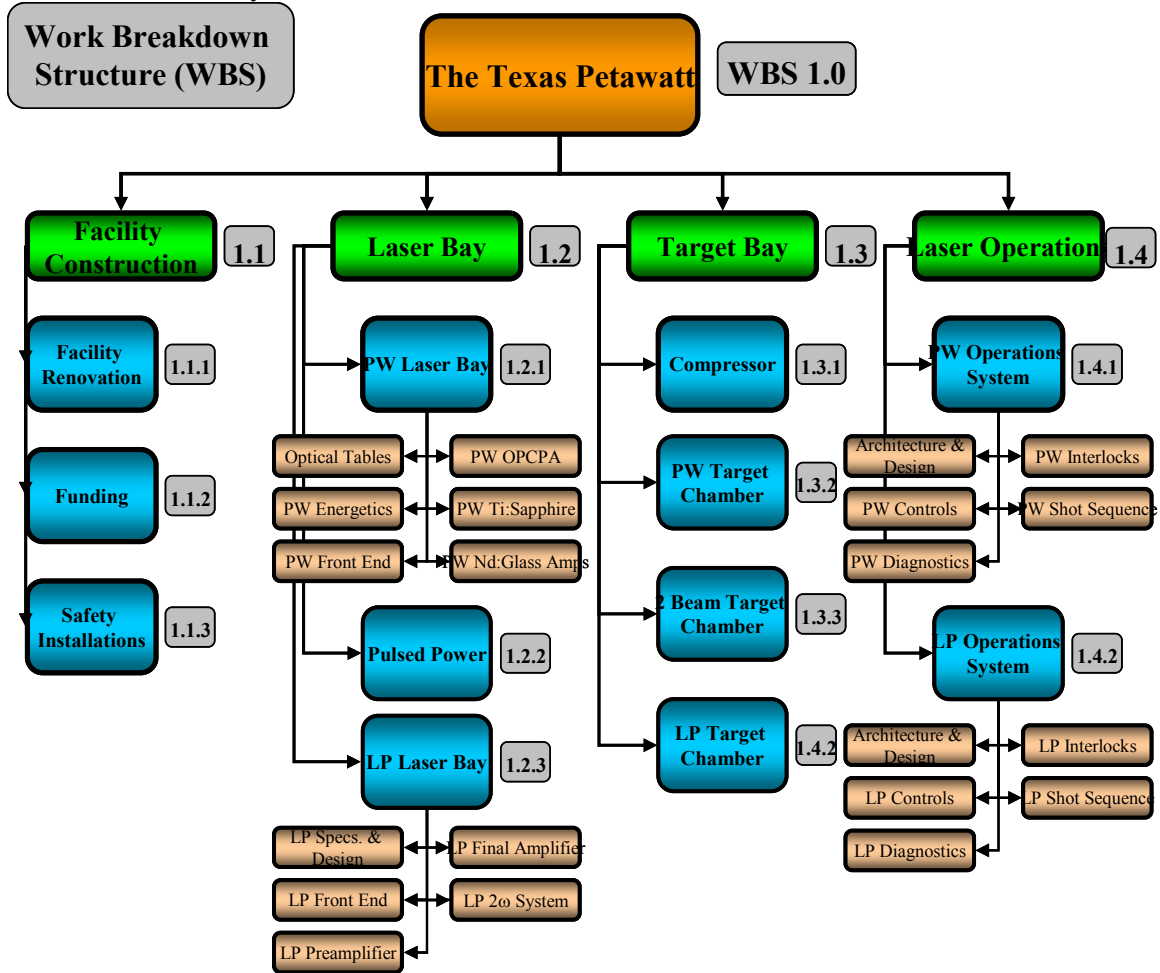 Work Breakdown
Structure (WBS)
The Texas Petawatt
WBS 1.0
Facility
Construction
1.1
Laser Bay
1.2
Target Bay
1.3
Laser Operation
1.4
Facility
Renovation
1.1.1
Funding
1.1.2
Safety
Installations
1.1.3
PW Laser Bay
1.2.1
Optical Tables
PW OPCPA
PW Energetics
PW Ti:Sapphire
PW Front End
PW Nd:Glass Amps
Pulsed Power
1.2.2
LP Laser Bay
1.2.3
LP Specs. &
Design
LP Final Amplifier
LP Front End
LP 2ω System
LP Preamplifier
Compressor
1.3.1
PW Target
Chamber
1.3.2
2 Beam Target
Chamber
1.3.3
LP Target
Chamber
1.4.2
PW Operations
System
1.4.1
Architecture &
Design
PW Interlocks
PW Controls
PW Shot Sequence
PW Diagnostics
LP Operations
System
1.4.2
Architecture &
Design
LP Interlocks
LP Controls
LP Shot Sequence
LP Diagnostics